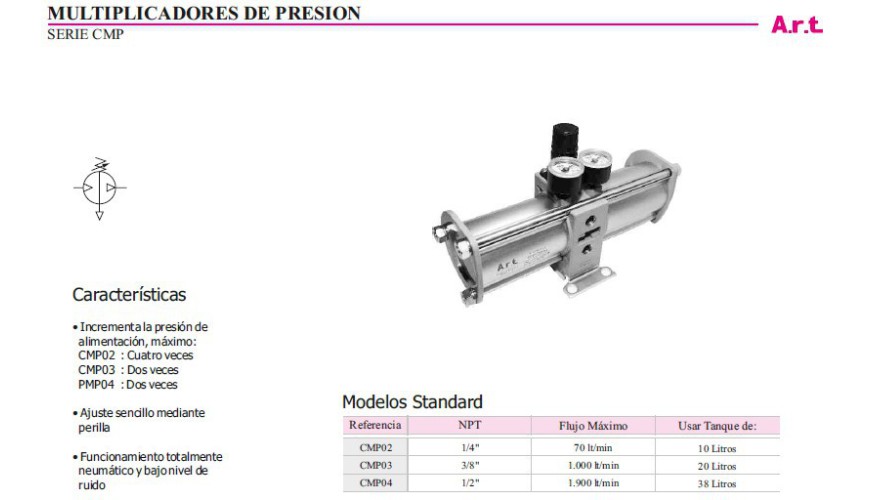 MULTIPLICADORES DE PRESION
A.r.t.
SERIE CMP
A.r.t.
Características
• Incrementa la presión de
alimentación, máximo:
CMP02 : Cuatro veces
CMP03 : Dos veces
PMP04 : Dos veces
• Ajuste sencillo mediante
perilla
• Funcionamiento totalmente
neumático y bajo nivel de
ruido
Modelos Standard
Referencia NPT Flujo Máximo Usar Tanque de:
CMP02 1/4" 70 lt/min 10 Litros
CMP03 3/8" 1.000 lt/min 20 Litros
CMP04 1/2" 1.900 lt/min 38 Litros